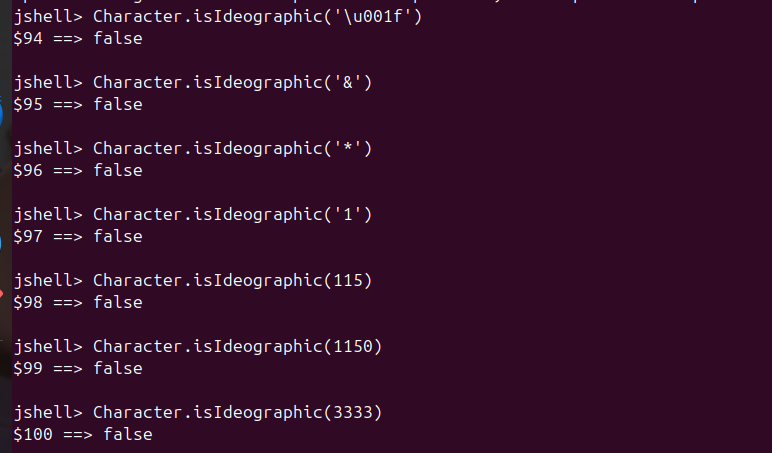 jshell> Character.isIdeographic('\u001f')
$94 ==> false
jshell> Character.isIdeographic('&')
$95 ==> false
jshell> Character.isIdeographic('*')
$96 ==> false
jshell> Character.isIdeographic('1')
$97 ==> false
jshell> Character.isIdeographic(115)
$98 ==> false
jshell> Character.isIdeographic(1150)
$99 ==> false
jshell> Character.isIdeographic(3333)
$100 ==> false